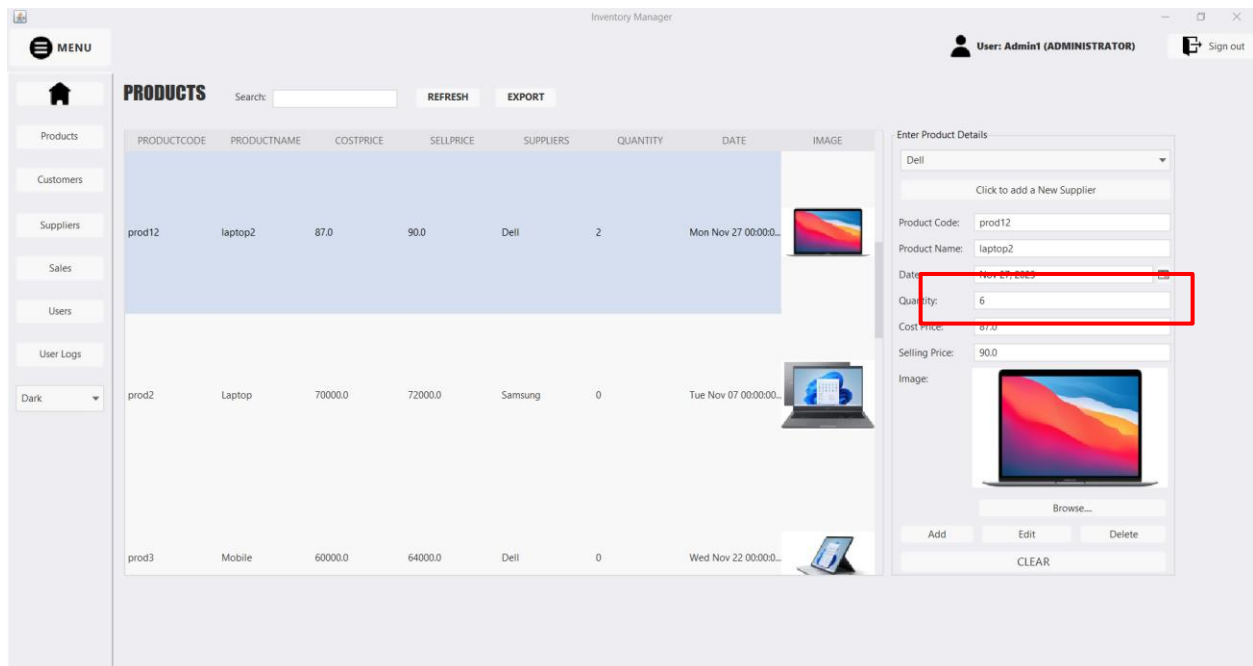 Inventory Manager
MENU
User: Admin1 (ADMINISTRATOR)
Sign out
PRODUCTS
Search:
REFRESH
EXPORT
Products
Customers
Suppliers
Sales
Users
User Logs
Dark
PRODUCTCODE PRODUCTNAME COSTPRICE SELLPRICE SUPPLIERS QUANTITY DATE IMAGE
prod12 laptop2 87.0 90.0 Dell 2 Mon Nov 27 00:00:0...
prod2 Laptop 70000.0 72000.0 Samsung 0 Tue Nov 07 00:00:00...
prod3 Mobile 60000.0 64000.0 Dell 0 Wed Nov 22 00:00:0...
Enter Product Details
Dell
Click to add a New Supplier
Product Code: prod12
Product Name: laptop2
Date Nov 27, 2023
Quantity: 6
Cost Price: 87.0
Selling Price: 90.0
Image:
Browse...
Add Edit Delete
CLEAR